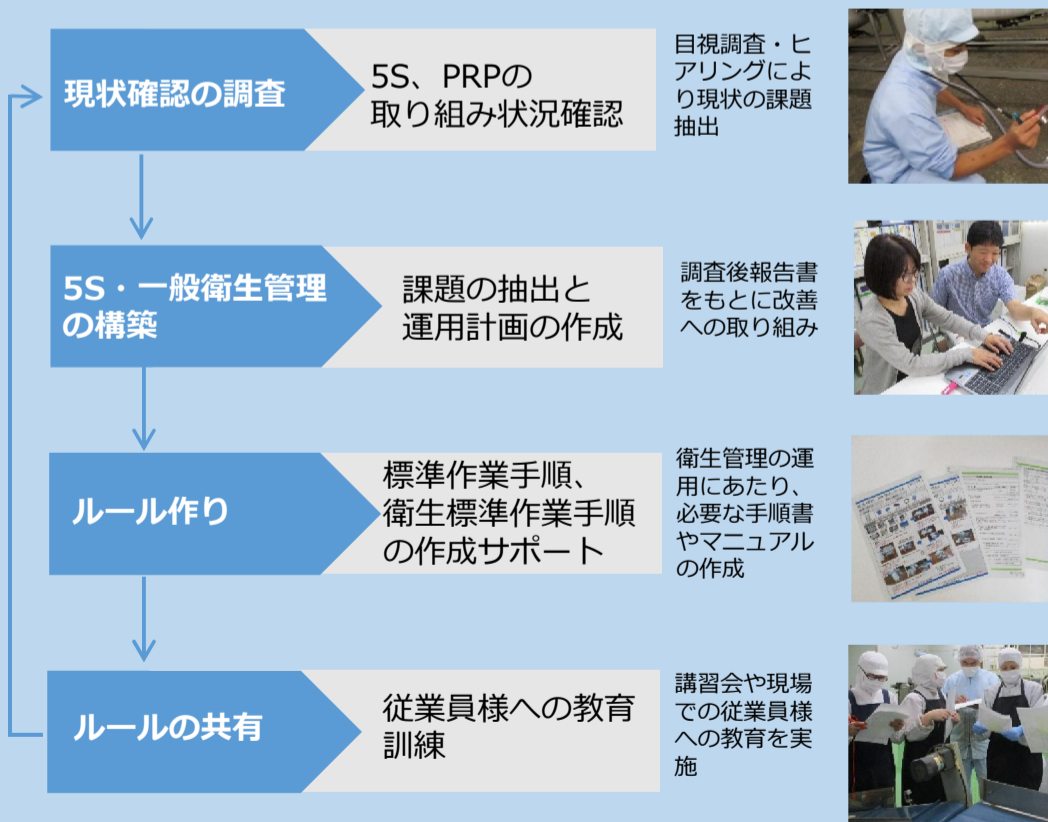 現状確認の調査
5S、PRPの
取り組み状況確認
目視調査・ヒ
アリングによ
り現状の課題
抽出
5S・一般衛生管理
の構築
課題の抽出と
運用計画の作成
調査後報告書
をもとに改善
への取り組み
ルール作り
標準作業手順、
衛生標準作業手順
の作成サポート
衛生管理の運
用にあたり、
必要な手順書
やマニュアル
の作成
ルールの共有
従業員様への教育
訓練
講習会や現場
での従業員様
への教育を実
施